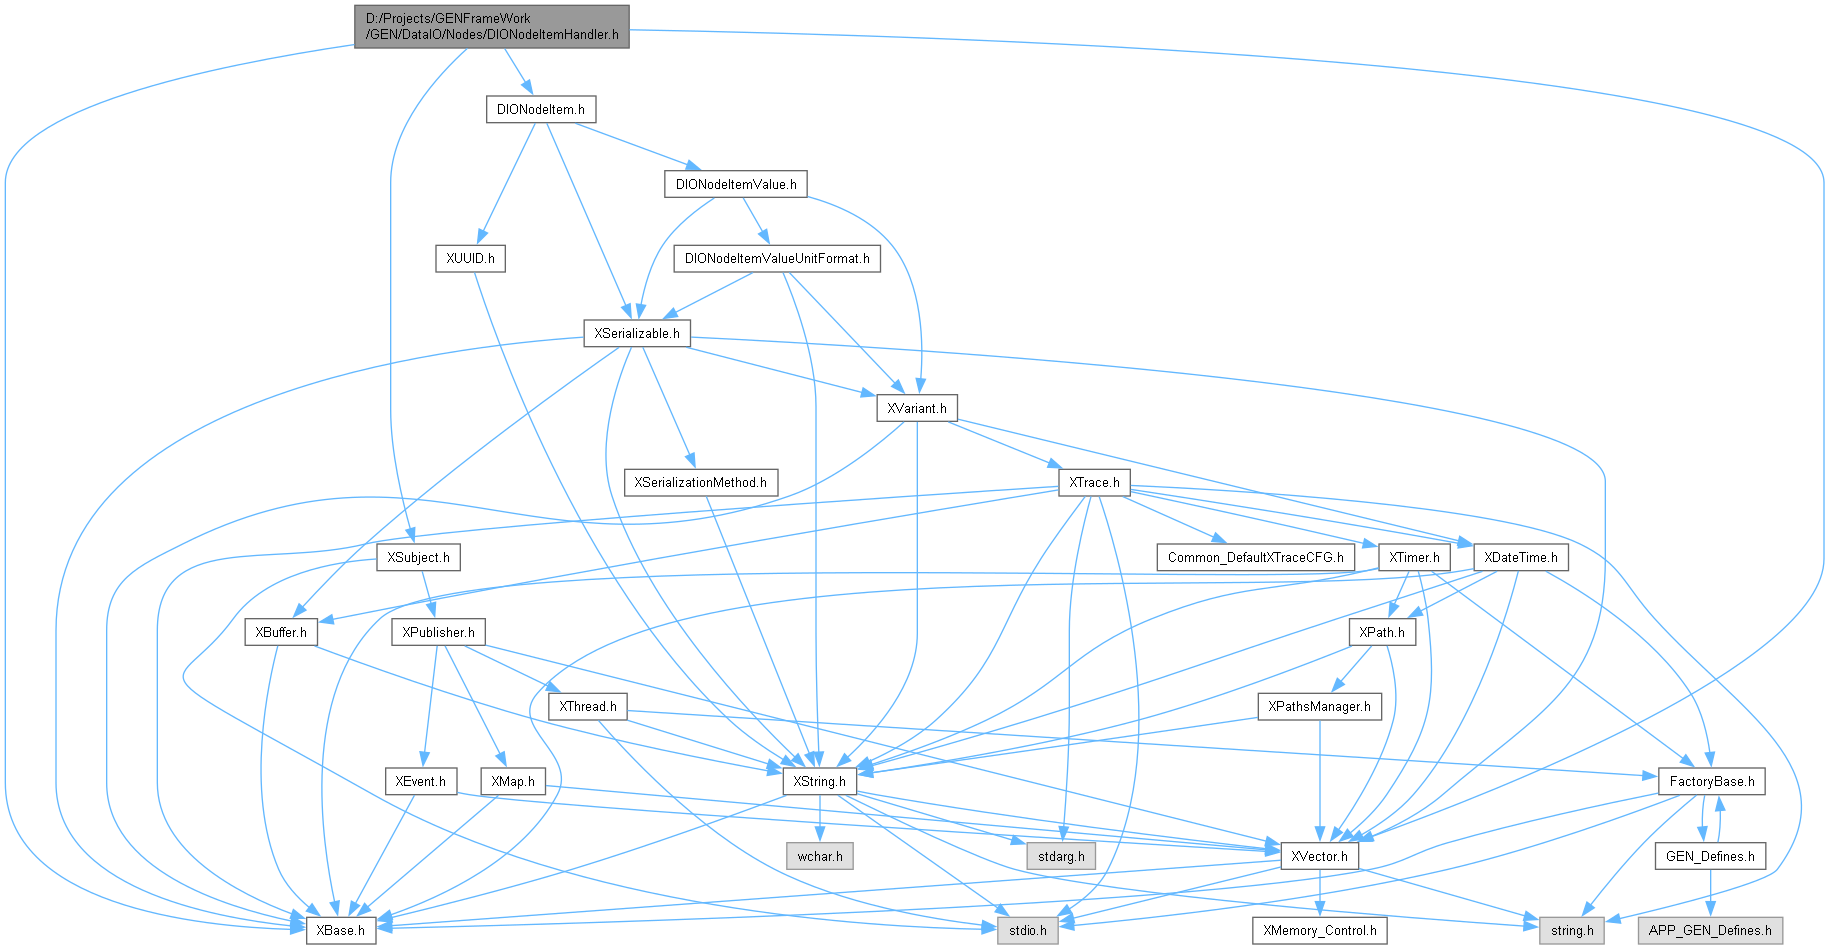 D:/Projects/GENFrameWork
/GEN/DataIO/Nodes/DIONodeItemHandler.h
DIONodeItem.h
DIONodeItemValue.h
XUUID.h
DIONodeItemValueUnitFormat.h
XSerializable.h
XVariant.h
XSerializationMethod.h
XTrace.h
XSubject.h
Common_DefaultXTraceCFG.h
XTimer.h
XDateTime.h
XBuffer.h
XPublisher.h
XPath.h
XThread.h
XPathsManager.h
XEvent.h
XMap.h
XString.h
FactoryBase.h
wchar.h
stdarg.h
XVector.h
GEN_Defines.h
XBase.h
stdio.h
XMemory_Control.h
string.h
APP_GEN_Defines.h